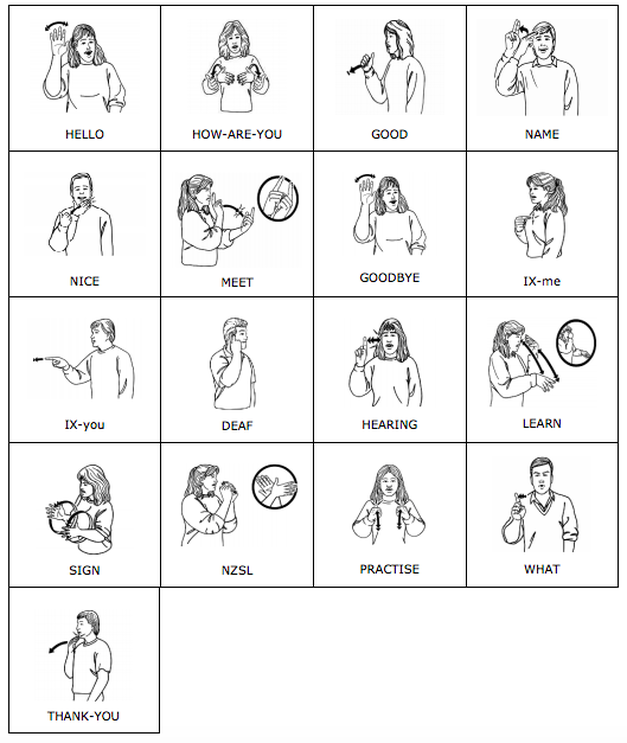 HELLO
HOW-ARE-YOU
GOOD
NAME
NICE
MEET
GOODBYE
IX-me
IX-you
DEAF
HEARING
LEARN
SIGN
NZSL
PRACTISE
WHAT
THANK-YOU